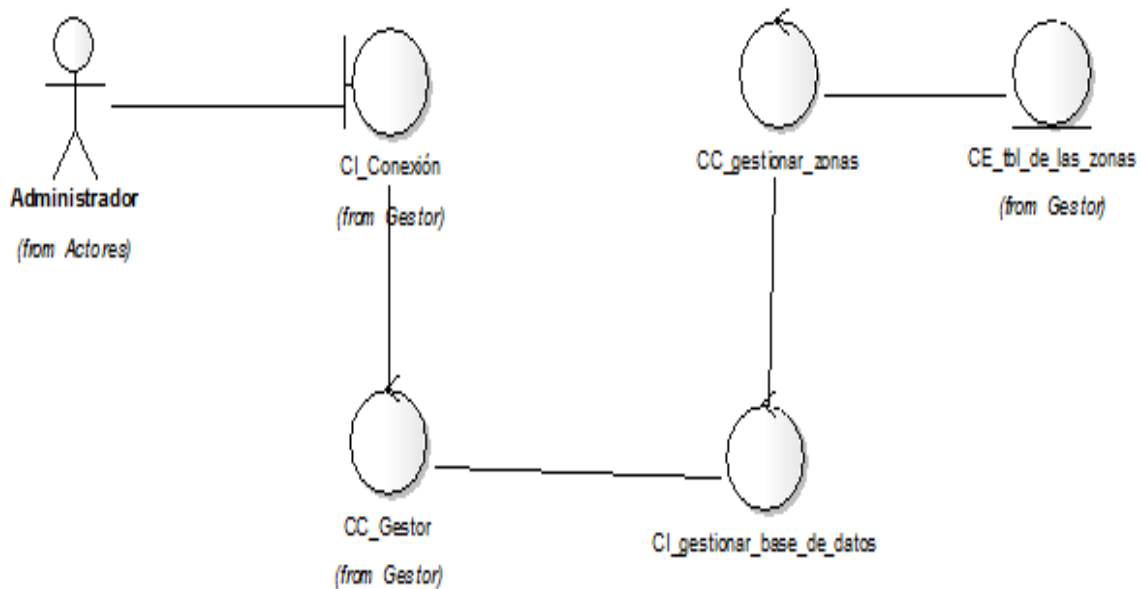 Administrador
(from Actores)
CI_Conexión
(from Gestor)
CC_gestionar_zonas
CE_tbl_de_las_zonas
(from Gestor)
CC_Gestor
(from Gestor)
CI_gestionar_base_de_datos